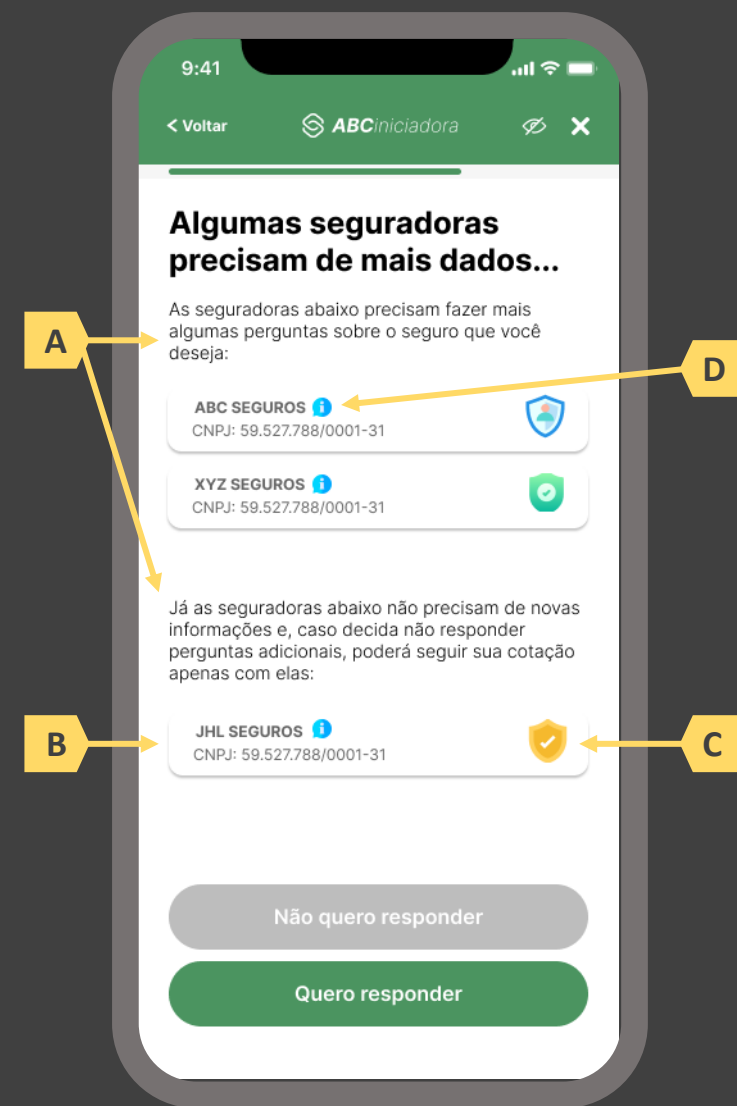 9:41
< Voltar
ABCiniciadora
Algumas seguradoras
precisam de mais dados...
As seguradoras abaixo precisam fazer mais
algumas perguntas sobre o seguro que você
deseja:
A
D
ABC SEGUROS i
CNPJ: 59.527.788/0001-31
XYZ SEGUROS i
CNPJ: 59.527.788/0001-31
Já as seguradoras abaixo não precisam de novas
informações e, caso decida não responder
perguntas adicionais, poderá seguir sua cotação
apenas com elas:
B
JHL SEGUROS i
CNPJ: 59.527.788/0001-31
C
Não quero responder
Quero responder